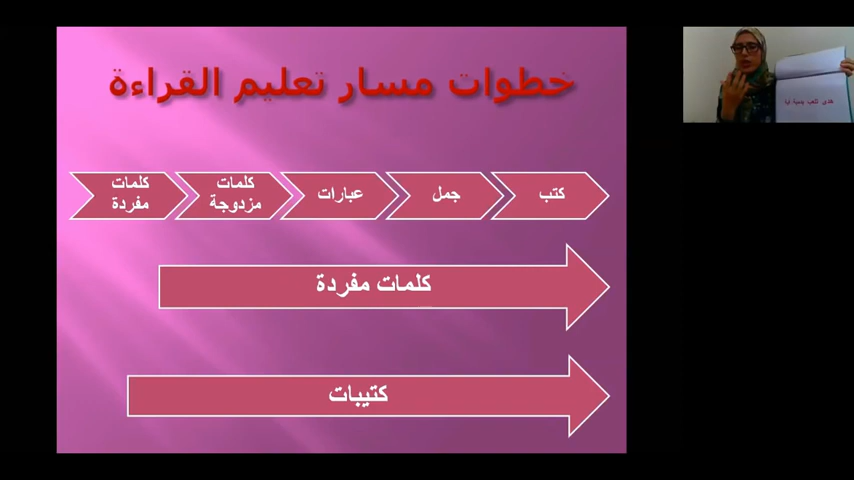 خطوات مسار تعليم القراءة
كلمات
مفردة
كلمات
مزدوجة
عبارات
جمل
كتب
كلمات مفردة
كتيبات